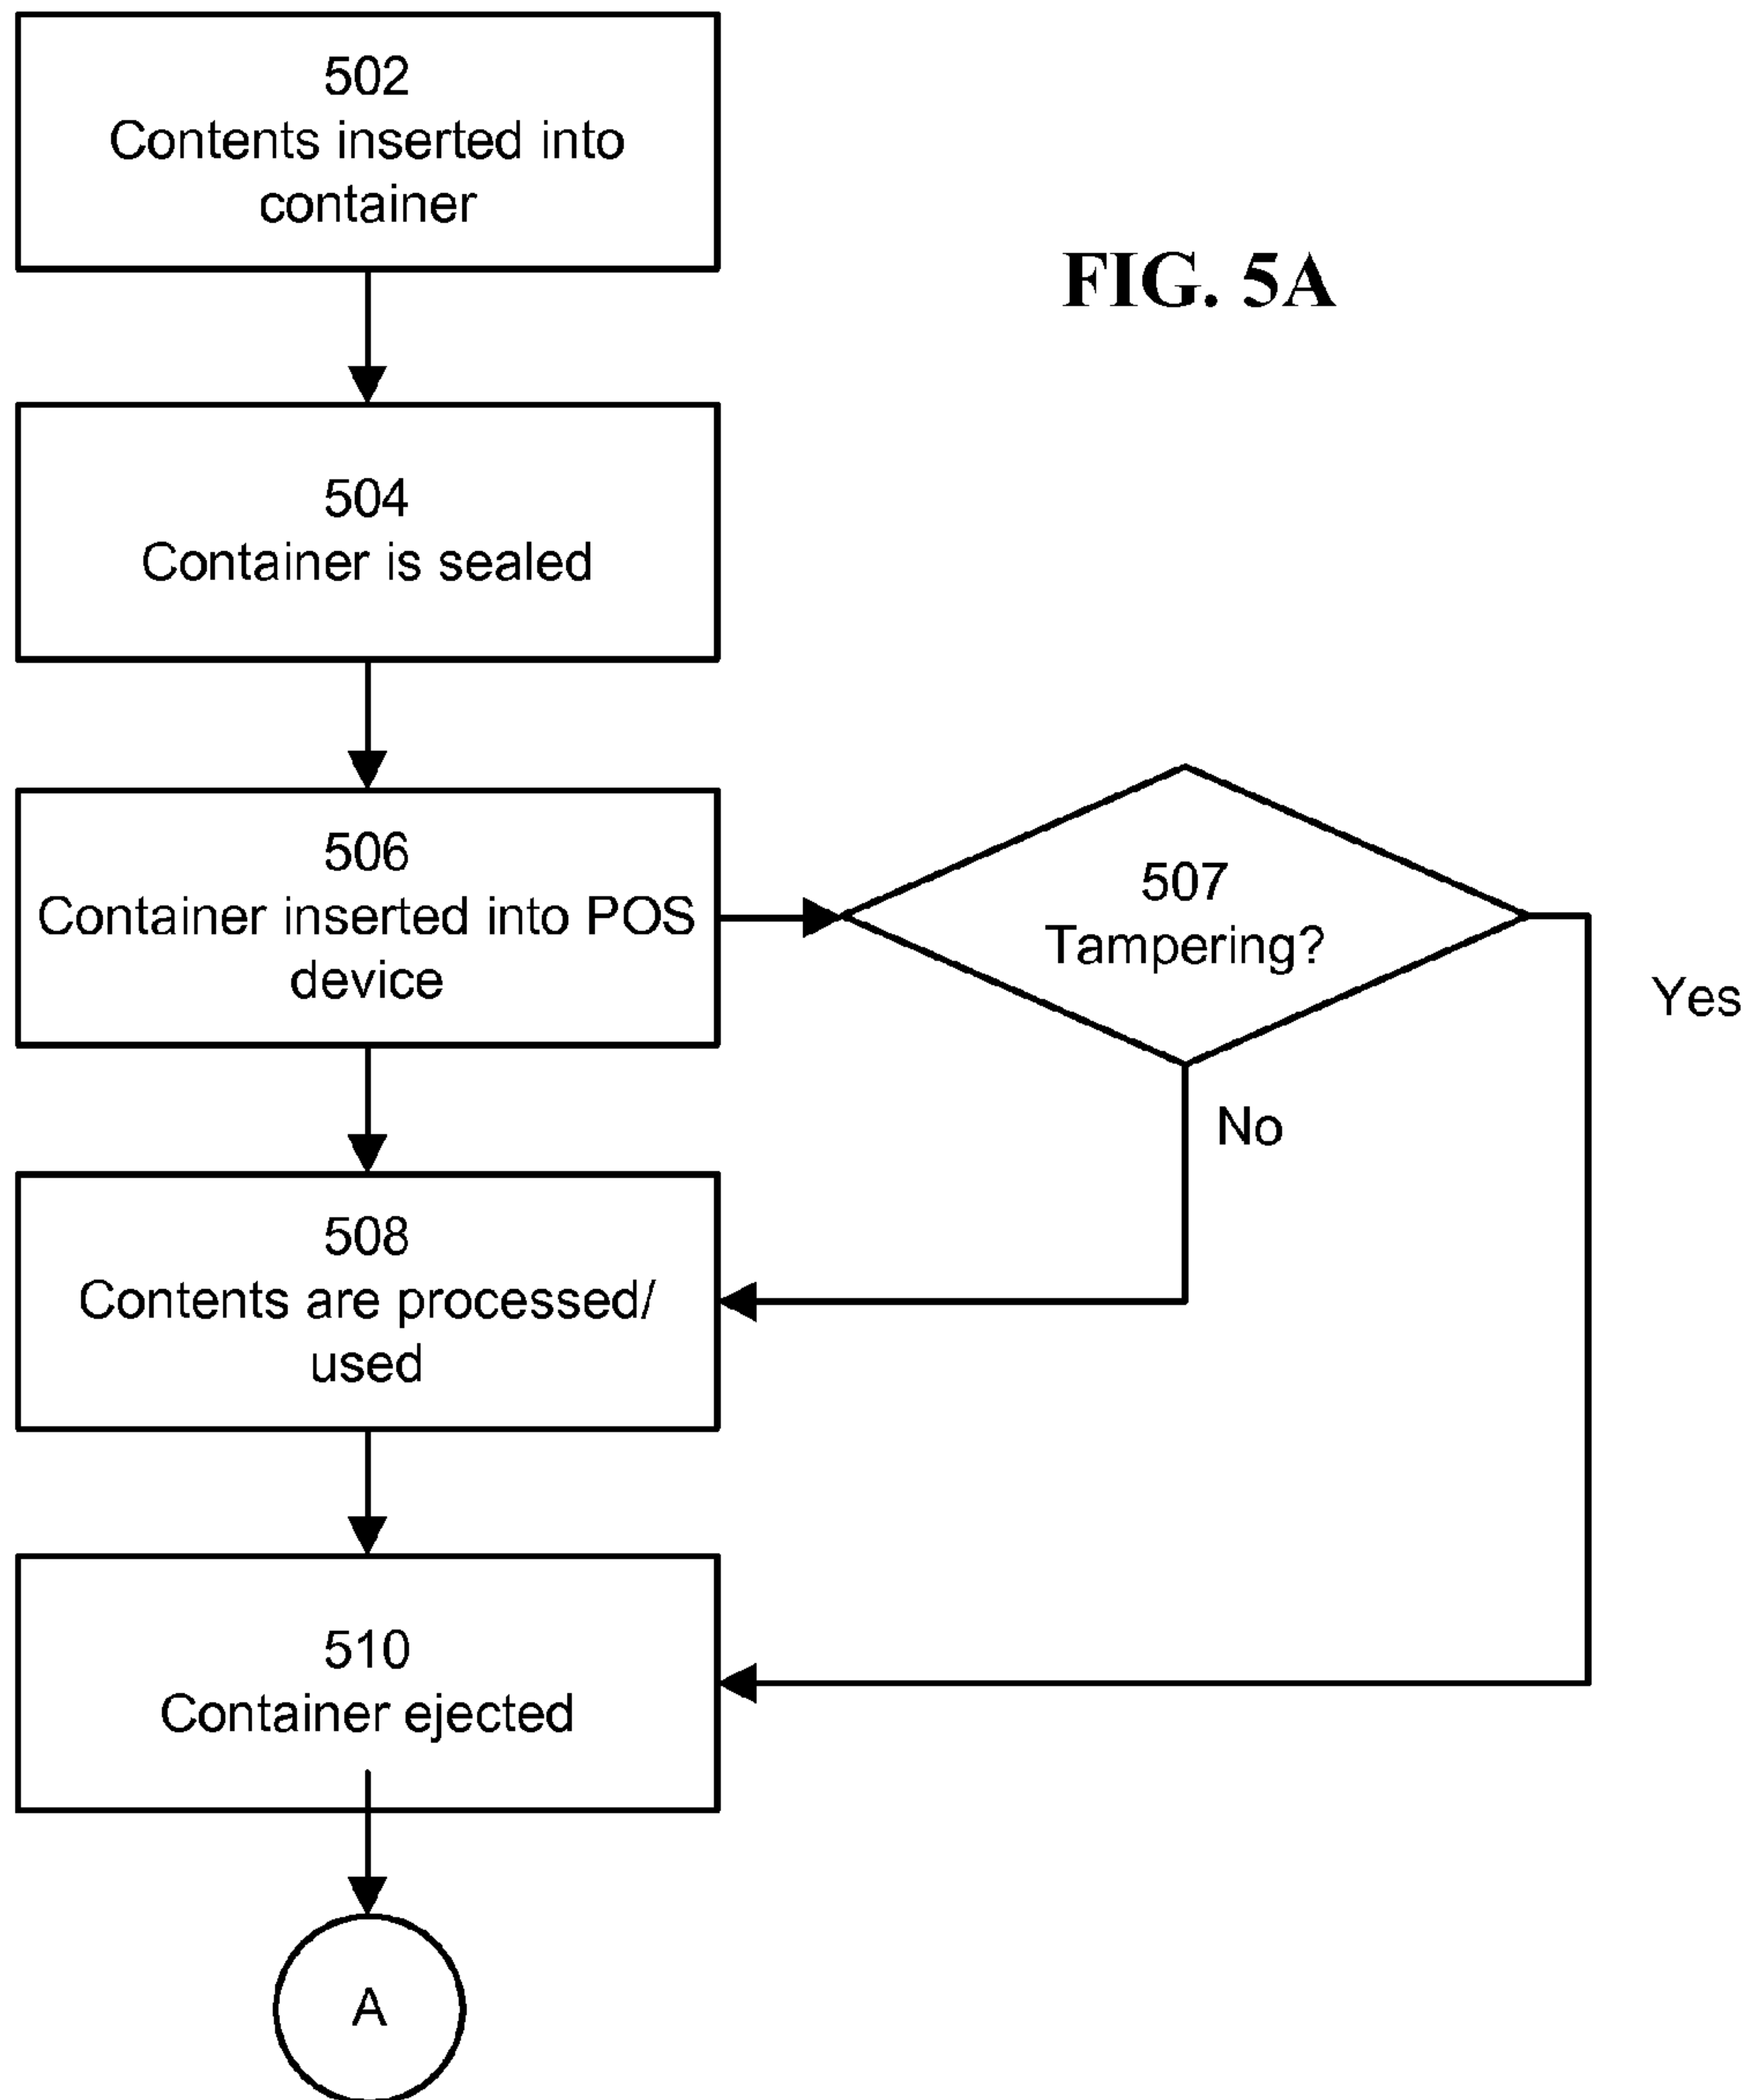 502
Contents inserted into
container
FIG. 5A
504
Container is sealed
506
Container inserted into POS
device
507
Tampering?
Yes
No
508
Contents are processed/
used
510
Container ejected
A